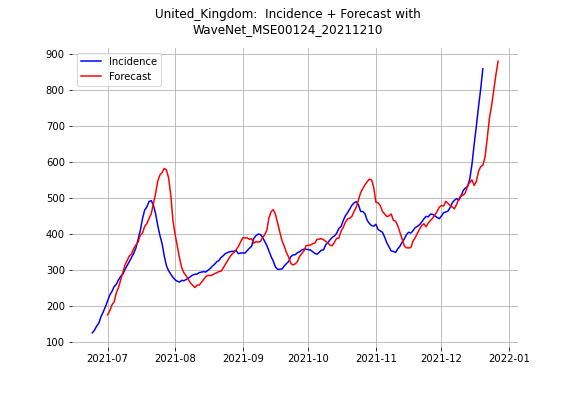 United_Kingdom:  Incidence + Forecast with
WaveNet_MSE00124_20211210
900
Incidence
Forecast
800
700
600
500
400
300
200
100
2021-07 2021-08 2021-09 2021-10 2021-11 2021-12 2022-01